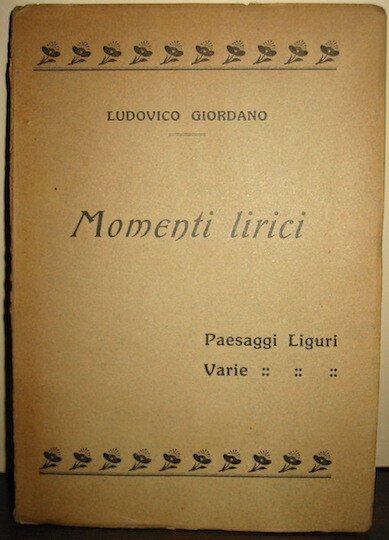 LUDOVICO GIORDANO
Momenti lirici
Paesaggi Liguri
Varie :: :: ::